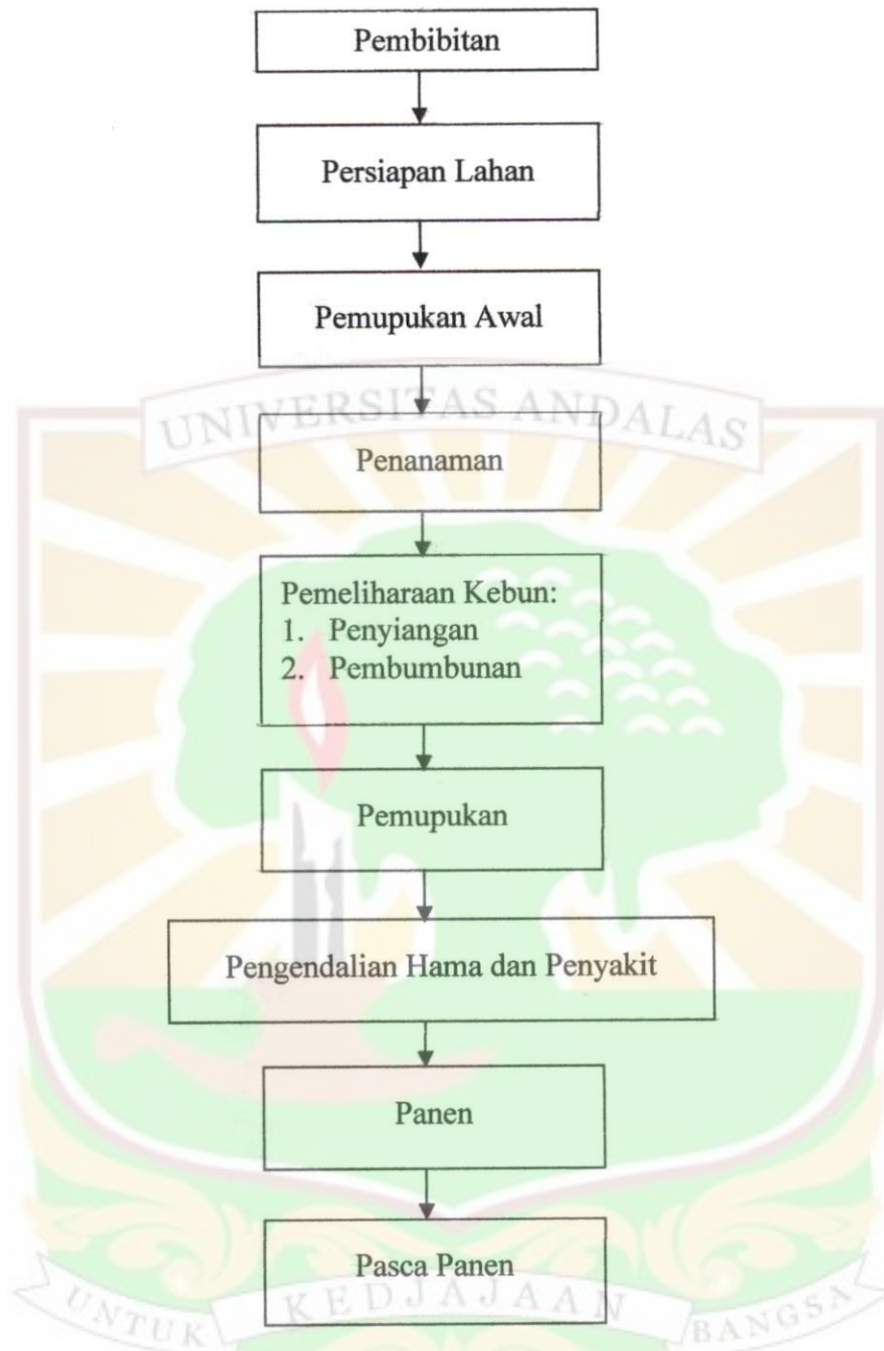 Pembibitan
Persiapan Lahan
Pemupukan Awal
UNIVERSITAS ANDALAS
Penanaman
Pemeliharaan Kebun:
1. Penyiangan
2. Pembumbunan
Pemupukan
Pengendalian Hama dan Penyakit
Panen
Pasca Panen
UNTUK KEDJAJAAN BANGSA